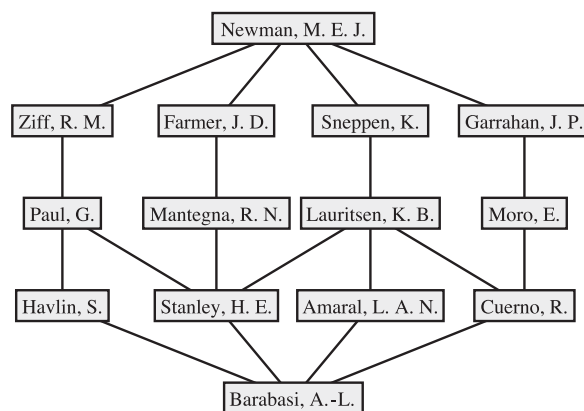 Newman, M. E. J.
Ziff, R. M.
Farmer, J. D.
Sneppen, K.
Garrahan, J. P.
Paul, G.
Mantegna, R. N.
Lauritsen, K. B.
Moro, E.
Havlin, S.
Stanley, H. E.
Amaral, L. A. N.
Cuerno, R.
Barabasi, A.-L.